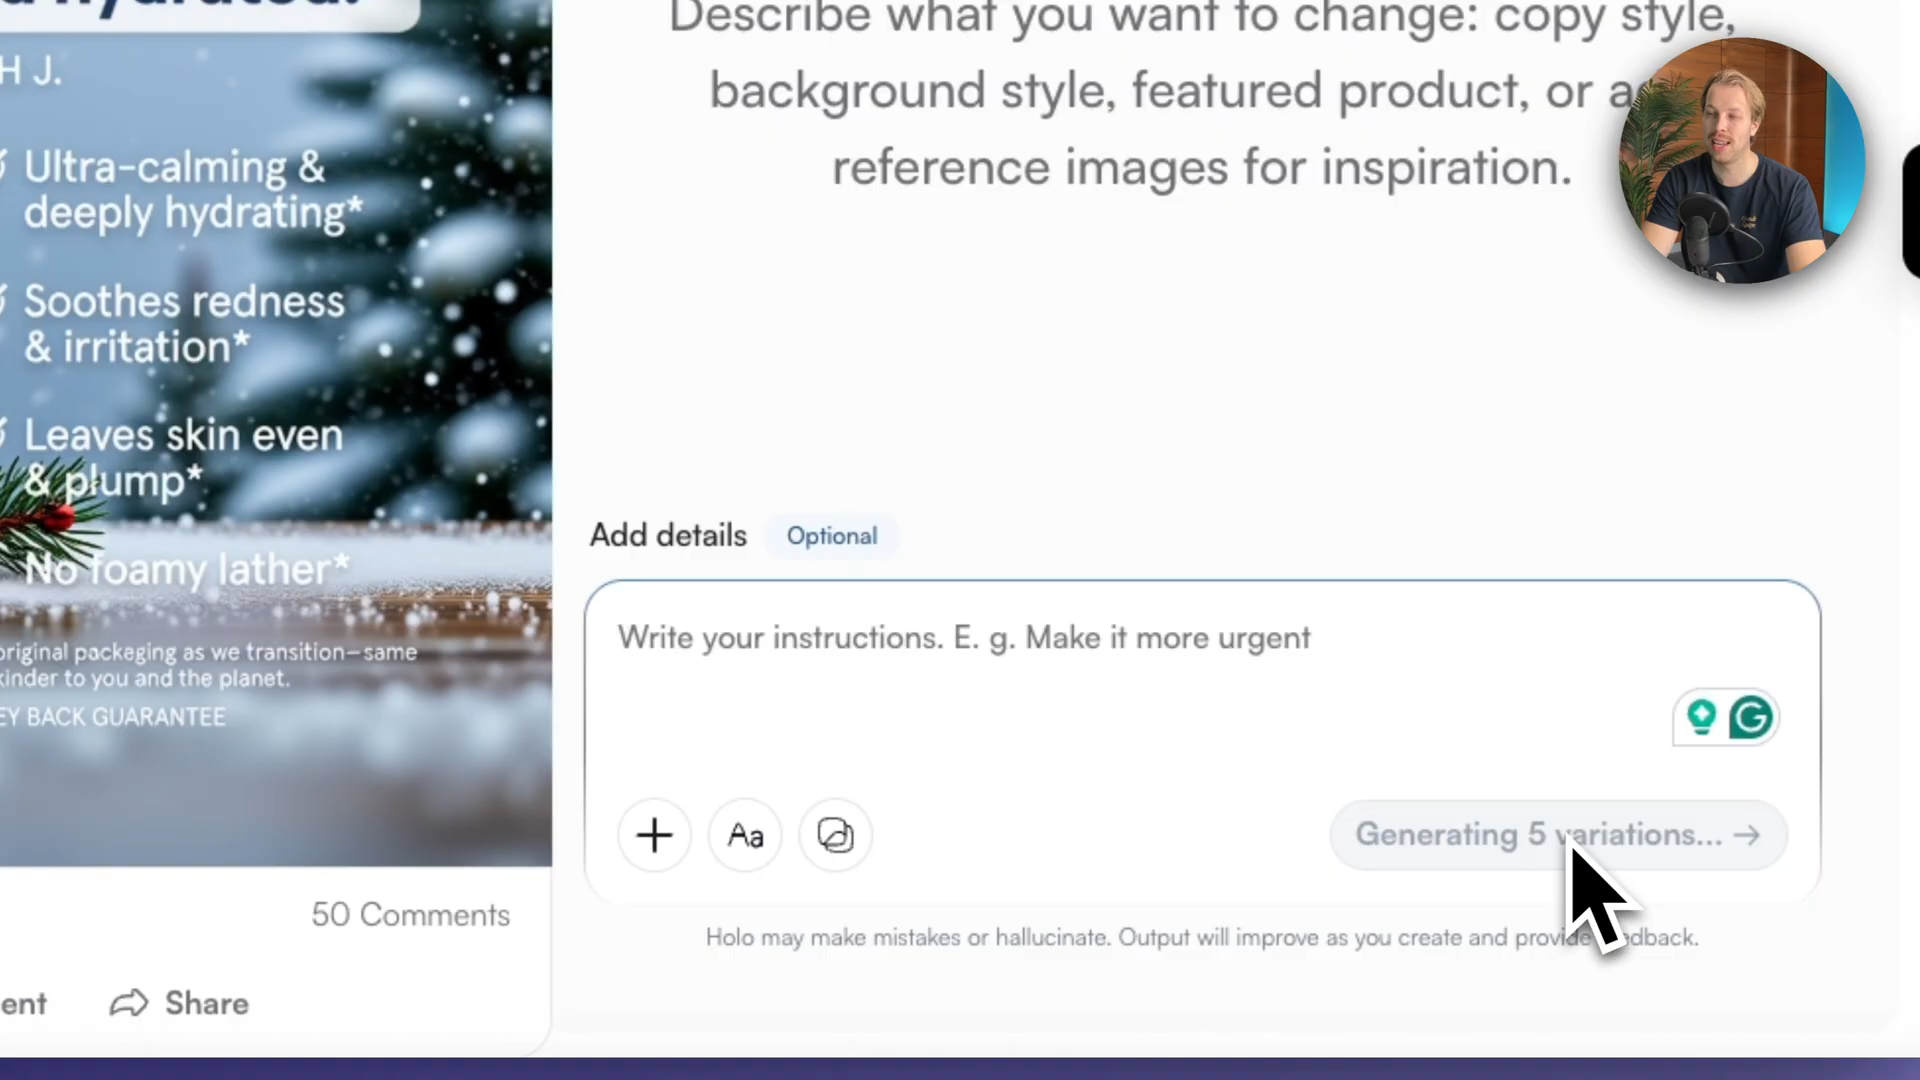 hydrated.
H J.
Ultra-calming &
deeply hydrating*
Soothes redness
& irritation*
Leaves skin even
& plump*
No foamy lather*
original packaging as we transition—same
kinder to you and the planet.
EY BACK GUARANTEE
50 Comments
ent
Share
Describe what you want to change: copy style,
background style, featured product, or a
reference images for inspiration.
Add details
Optional
Write your instructions. E. g. Make it more urgent
Aa
Generating 5 variations...
Holo may make mistakes or hallucinate. Output will improve as you create and provide feedback.